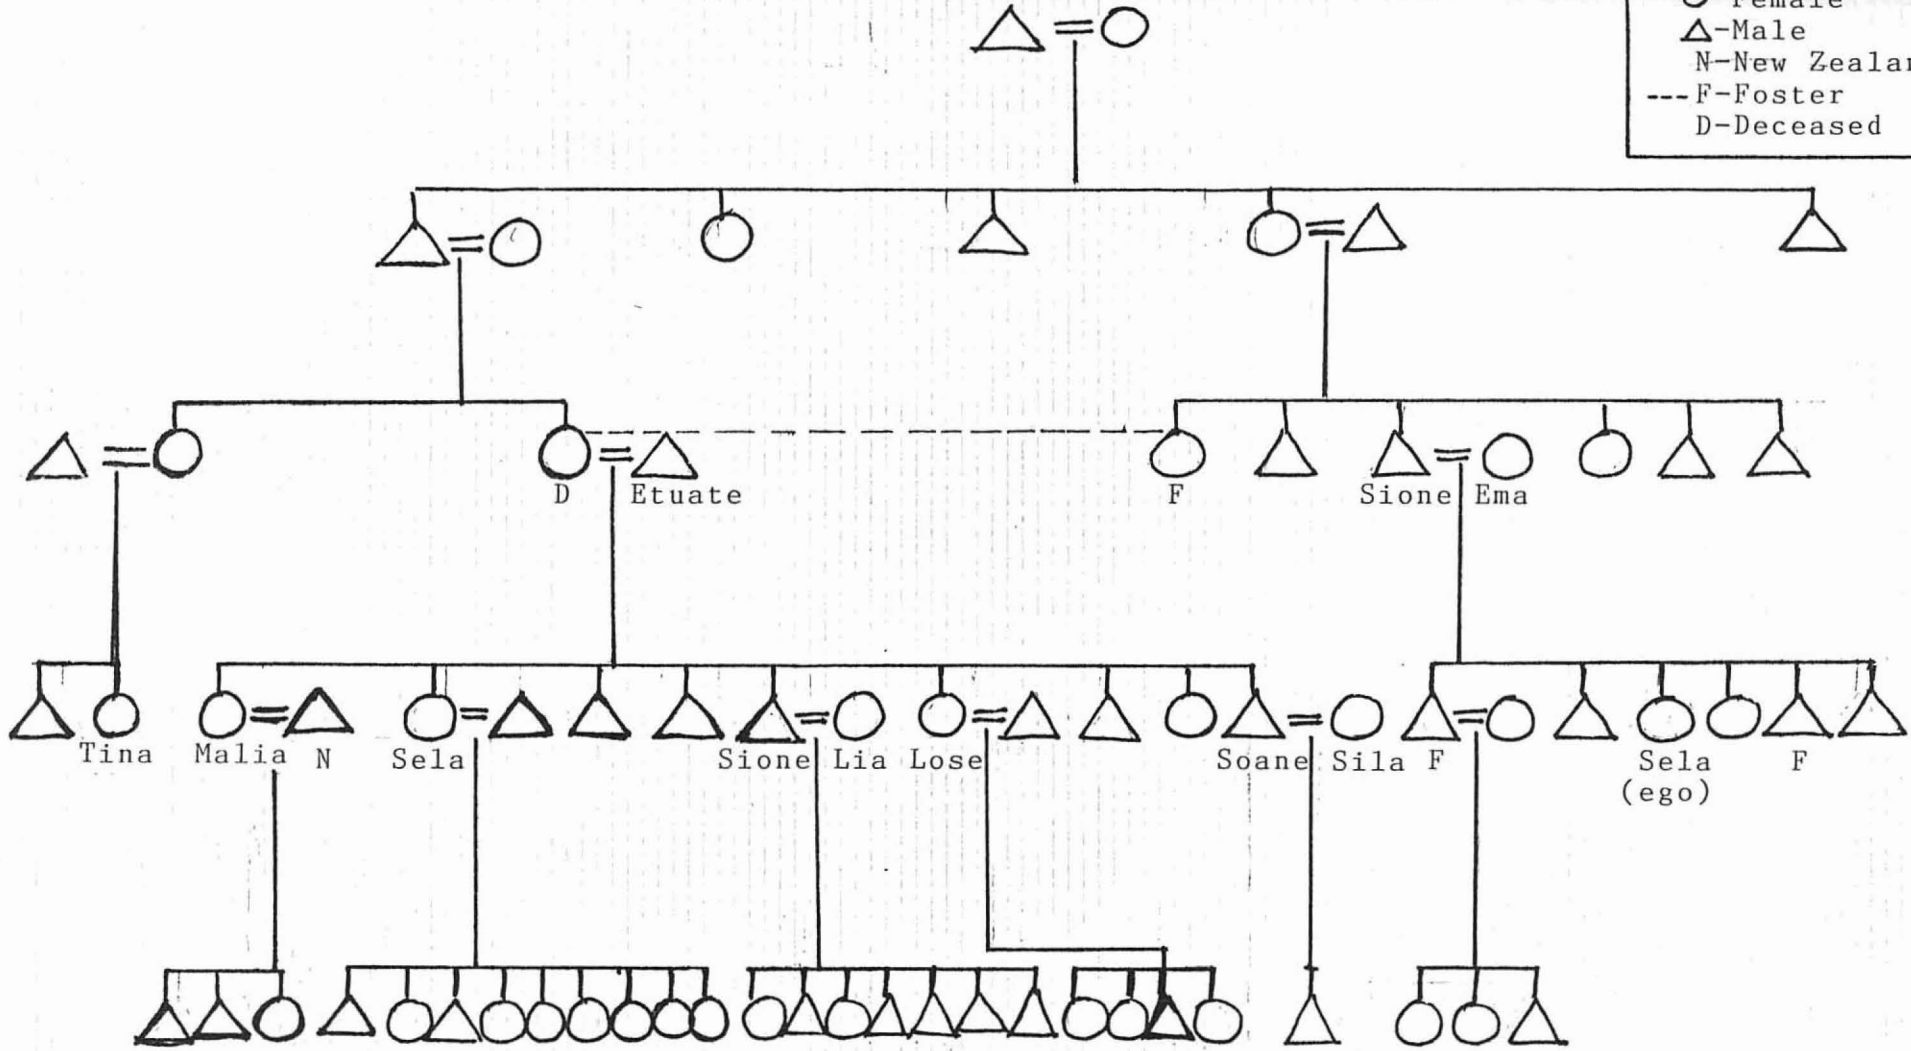 Female
△-Male
N-New Zealan
--- F-Foster
D-Deceased
D Etuate F Sione Ema
Tina Malia N Sela Sione Lia Lose Soane Sila F Sela F
(ego)